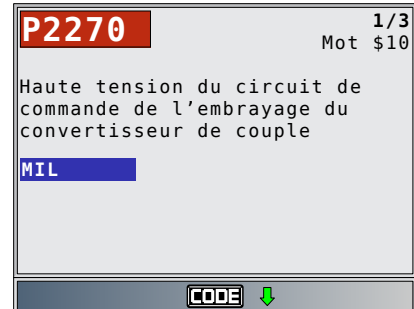 P2270
1/3
Mot $10
Haute tension du circuit de
commande de l’embrayage du
convertisseur de couple
MIL
CODE